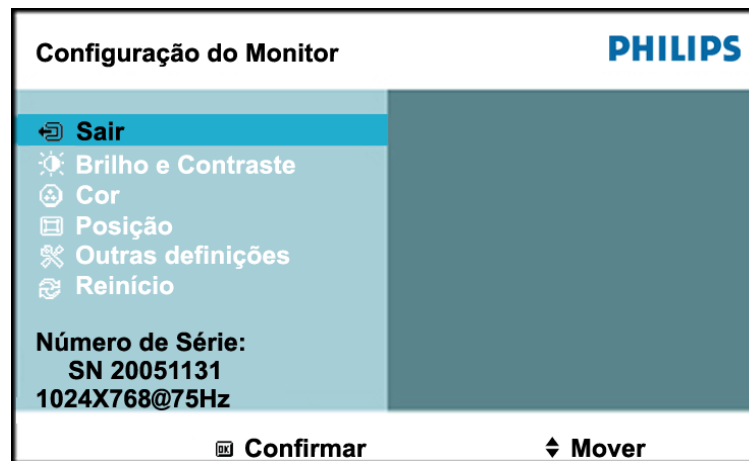 Configuração do Monitor
PHILIPS
Sair
Brilho e Contraste
Cor
Posição
Outras definições
Reinício
Número de Série:
SN 20051131
1024X768@75Hz
OK Confirmar
Mover